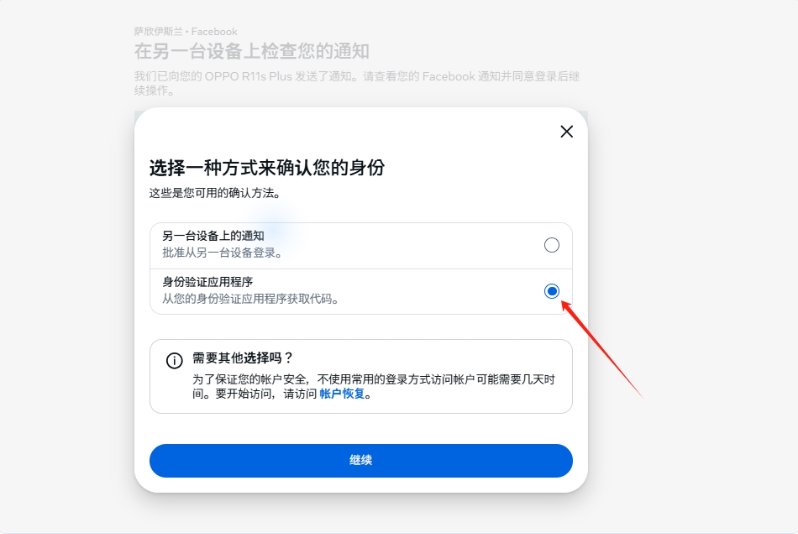 萨欣伊斯兰 • Facebook
在另一台设备上检查您的通知
我们已向您的 OPPO R11s Plus 发送了通知。请查看您的 Facebook 通知并同意登录后继
续操作。
选择一种方式来确认您的身份
这些是您可用的确认方法。
另一台设备上的通知
批准从另一台设备登录。
身份验证应用程序
从您的身份验证应用程序获取代码。
需要其他选择吗？
为了保证您的帐户安全，不使用常用的登录方式访问帐户可能需要几天时
间。要开始访问，请访问 帐户恢复。
继续